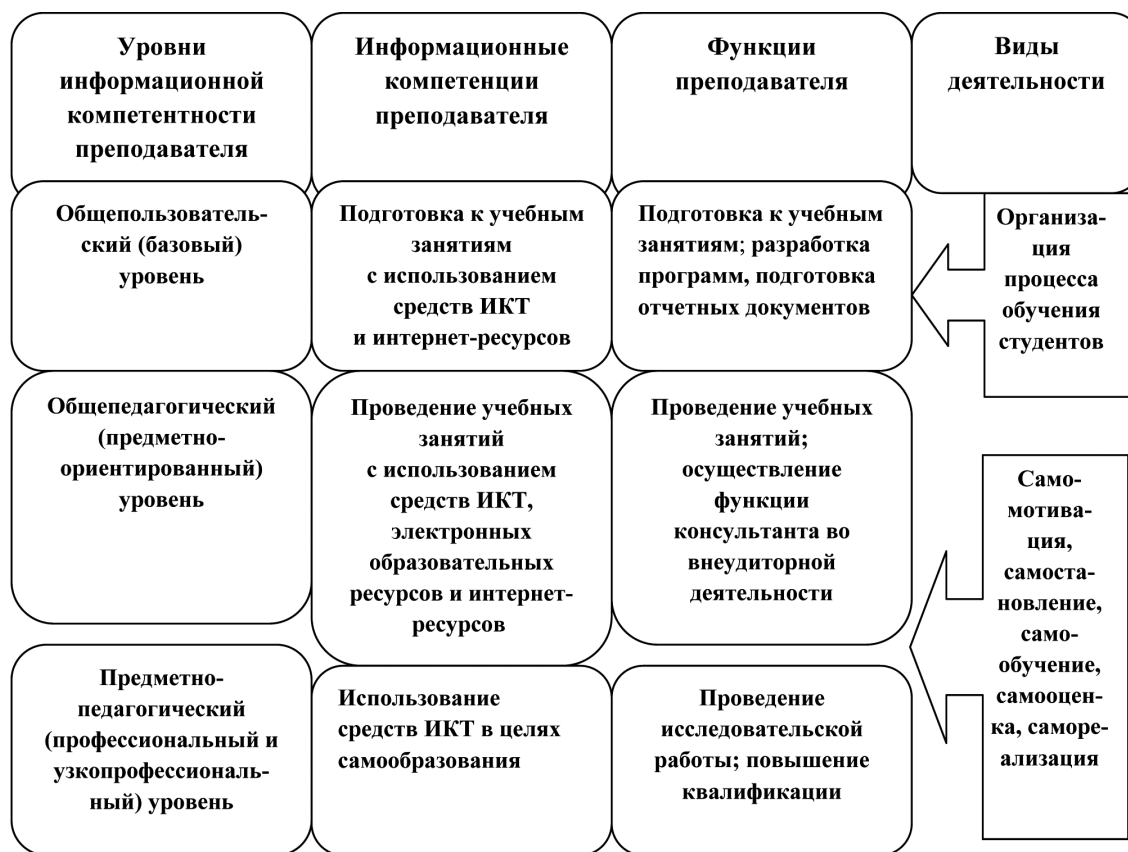 Уровни
информационной
компетентности
преподавателя
Информационные
компетенции
преподавателя
Функции
преподавателя
Виды
деятельности
Общепользователь-
ский (базовый)
уровень
Подготовка к учебным
занятиям
с использованием
средств ИКТ
и интернет-ресурсов
Подготовка к учебным
занятиям; разработка
программ, подготовка
отчетных документов
Организа-
ция
процесса
обучения
студентов
Общепедагогический
(предметно-
ориентированный)
уровень
Проведение учебных
занятий
с использованием
средств ИКТ,
электронных
образовательных
ресурсов и интернет-
ресурсов
Проведение учебных
занятий;
осуществление
функции
консультанта во
внеудиторной
деятельности
Само-
мотива-
ция,
самоста-
новление,
само-
обучение,
самооцен-
ка, саморе-
ализация
Предметно-
педагогический
(профессиональный и
узкопрофессиональ-
ный) уровень
Использование
средств ИКТ в целях
самообразования
Проведение
исследовательской
работы; повышение
квалификации